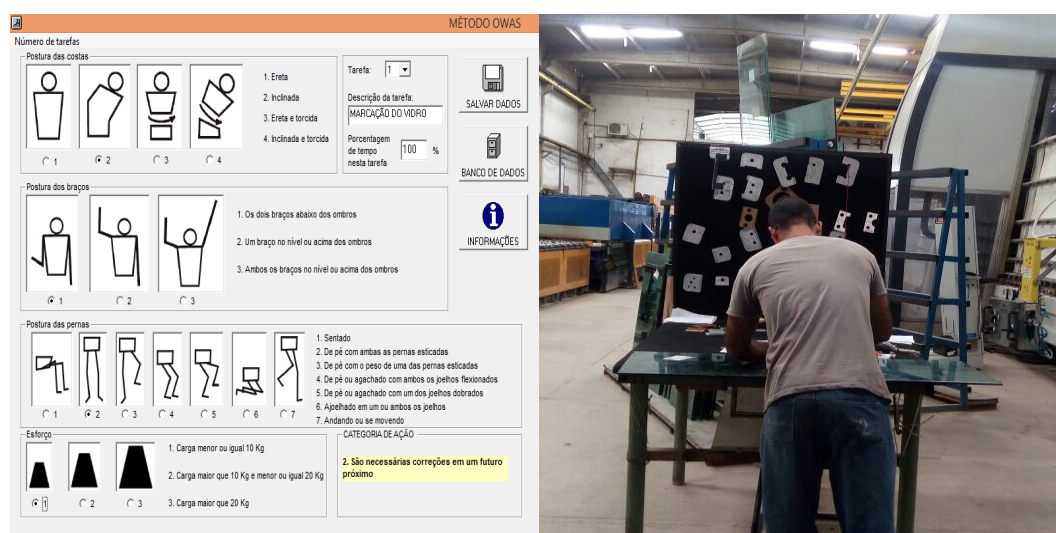 MÉTODO OWAS
Número de tarefas
Postura das costas
1. Ereta
2. Inclinada
3. Ereta e torcida
4. Inclinada e torcida
1 2 3 4
Tarefa: 1
Descrição da tarefa:
MARCAÇÃO DO VIDRO
Porcentagem
de tempo
nesta tarefa
100 %
SALVAR DADOS
BANCO DE DADOS
INFORMAÇÕES
Postura dos braços
1. Os dois braços abaixo dos ombros
2. Um braço no nível ou acima dos ombros
3. Ambos os braços no nível ou acima dos ombros
1 2 3
Postura das pernas
1. Sentado
2. De pé com ambas as pernas esticadas
3. De pé com o peso de uma das pernas esticadas
4. De pé ou agachado com ambos os joelhos flexionados
5. De pé ou agachado com um dos joelhos dobrados
6. Ajoelhado em um ou ambos os joelhos
7. Andando ou se movendo
1 2 3 4 5 6 7
Esforço
1. Carga menor ou igual 10 Kg
2. Carga maior que 10 Kg e menor ou igual 20 Kg
3. Carga maior que 20 Kg
1 2 3
CATEGORIA DE AÇÃO
2. São necessárias correções em um futuro
próximo